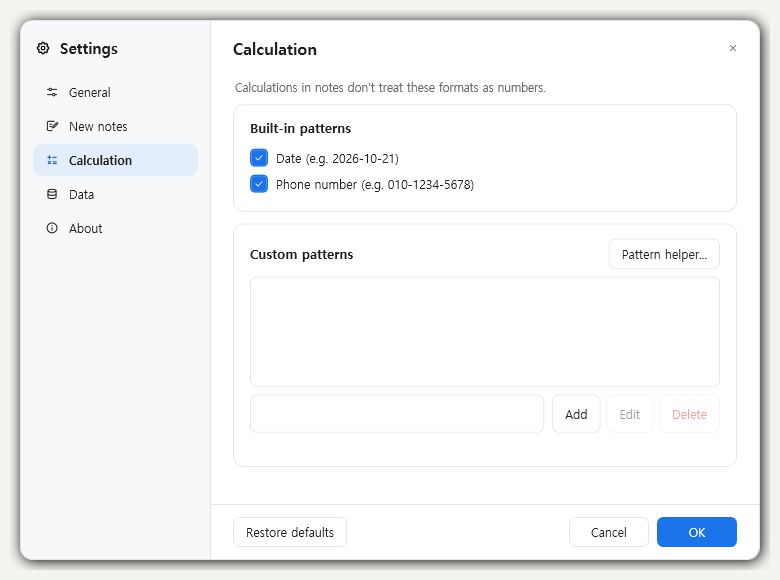 Settings
General
New notes
Calculation
Data
About
Calculation
×
Calculations in notes don't treat these formats as numbers.
Built-in patterns
Date (e.g. 2026-10-21)
Phone number (e.g. 010-1234-5678)
Custom patterns
Pattern helper...
Add
Edit
Delete
Restore defaults
Cancel
OK